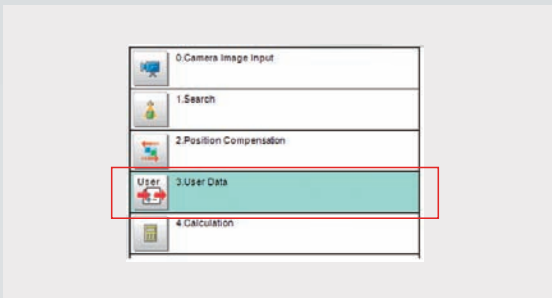 0.Camera Image Input
1.Search
2.Position Compensation
User
3.User Data
4.Calculation